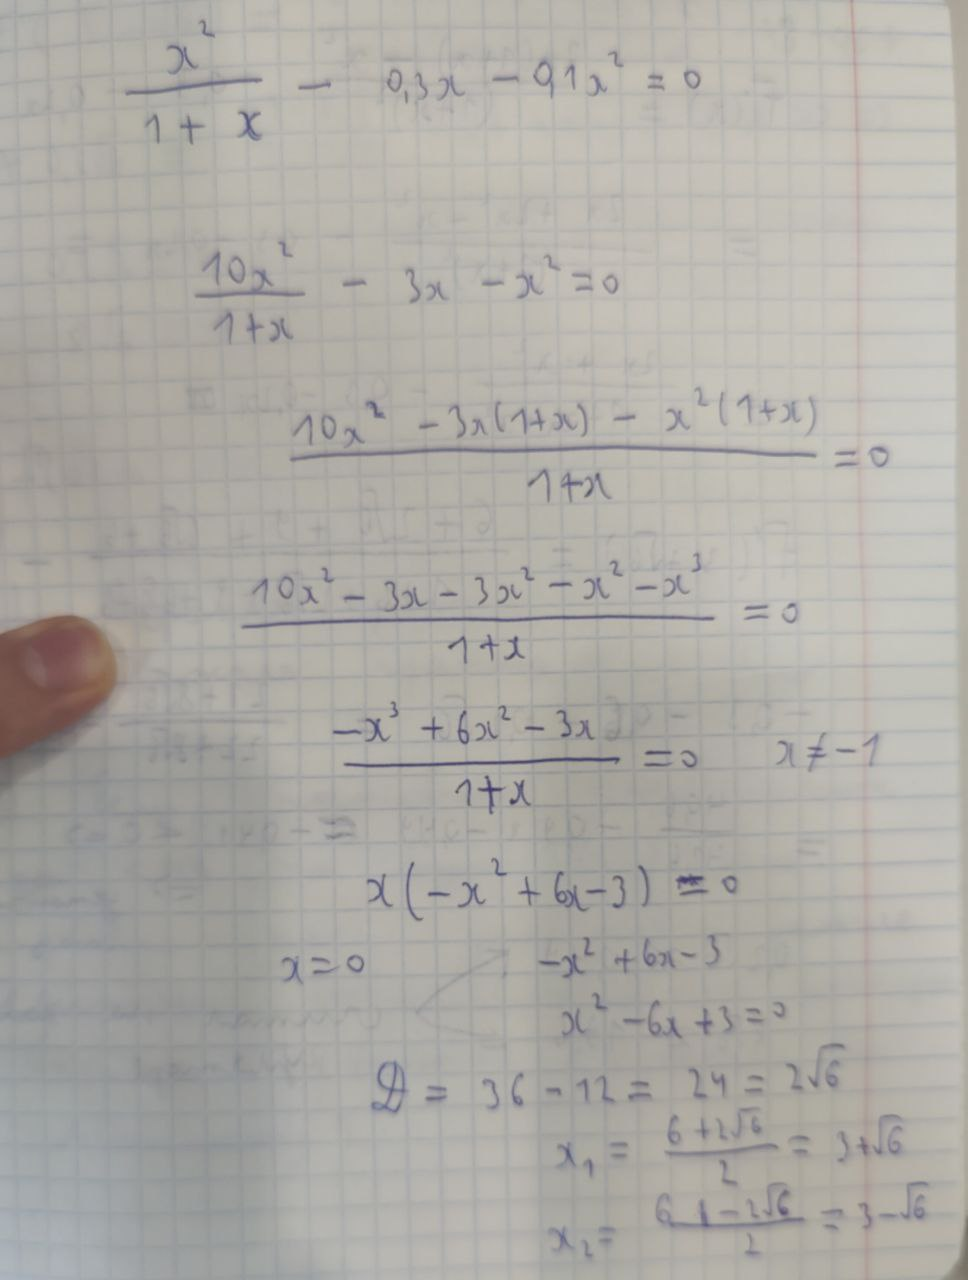 x² / (1 + x) - 0,3x - 0,1x² = 0
10x² / (1+x) - 3x - x² = 0
(10x² - 3x(1+x) - x²(1+x)) / (1+x) = 0
(10x² - 3x - 3x² - x² - x³) / (1+x) = 0
(-x³ + 6x² - 3x) / (1+x) = 0 x ≠ -1
x(-x² + 6x - 3) = 0
x = 0 -x² + 6x - 3
x² - 6x + 3 = 0
D = 36 - 12 = 24 = 2√6
x₁ = (6 + 2√6) / 2 = 3+√6
x₂ = (6 - 2√6) / 2 = 3-√6